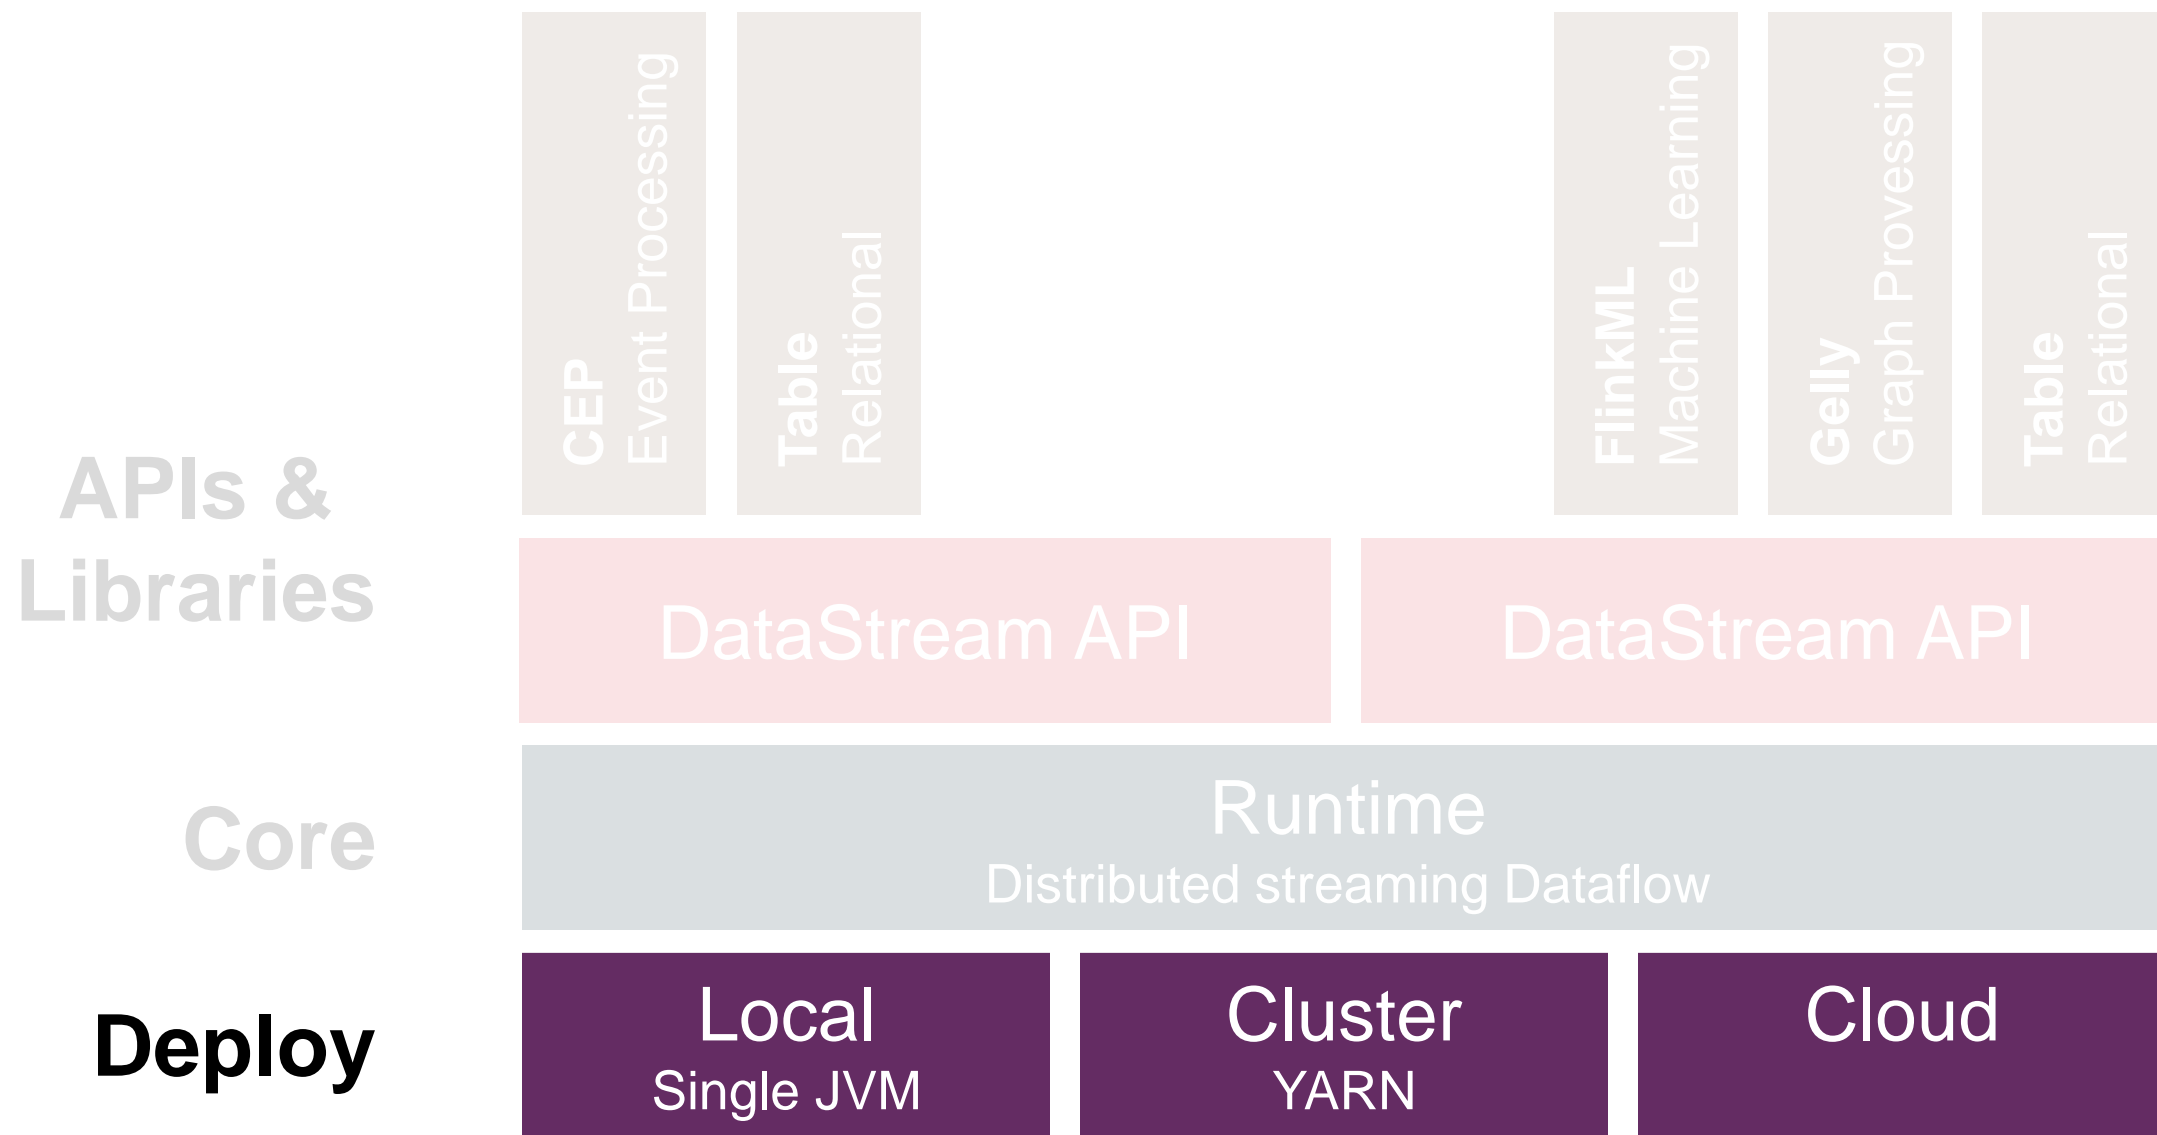 CEP
Event Processing
Table
Relational
FlinkML
Machine Learning
Gelly
Graph Provessing
Table
Relational
APIs &
Libraries
DataStream API
DataStream API
Core
Runtime
Distributed streaming Dataflow
Deploy
Local
Single JVM
Cluster
YARN
Cloud